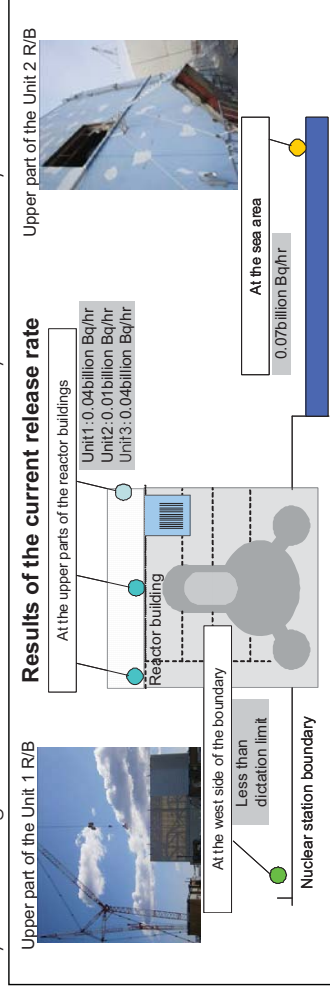 Upper part of the Unit 1 R/B
Results of the current release rate
Upper part of the Unit 2 R/B
At the upper parts of the reactor buildings
Unit1: 0.04billion Bq/hr
Unit2: 0.01billion Bq/hr
Unit3: 0.04billion Bq/hr
Reactor building
At the west side of the boundary
Less than
dictation limit
At the sea area
0.07billion Bq/hr
Nuclear station boundary